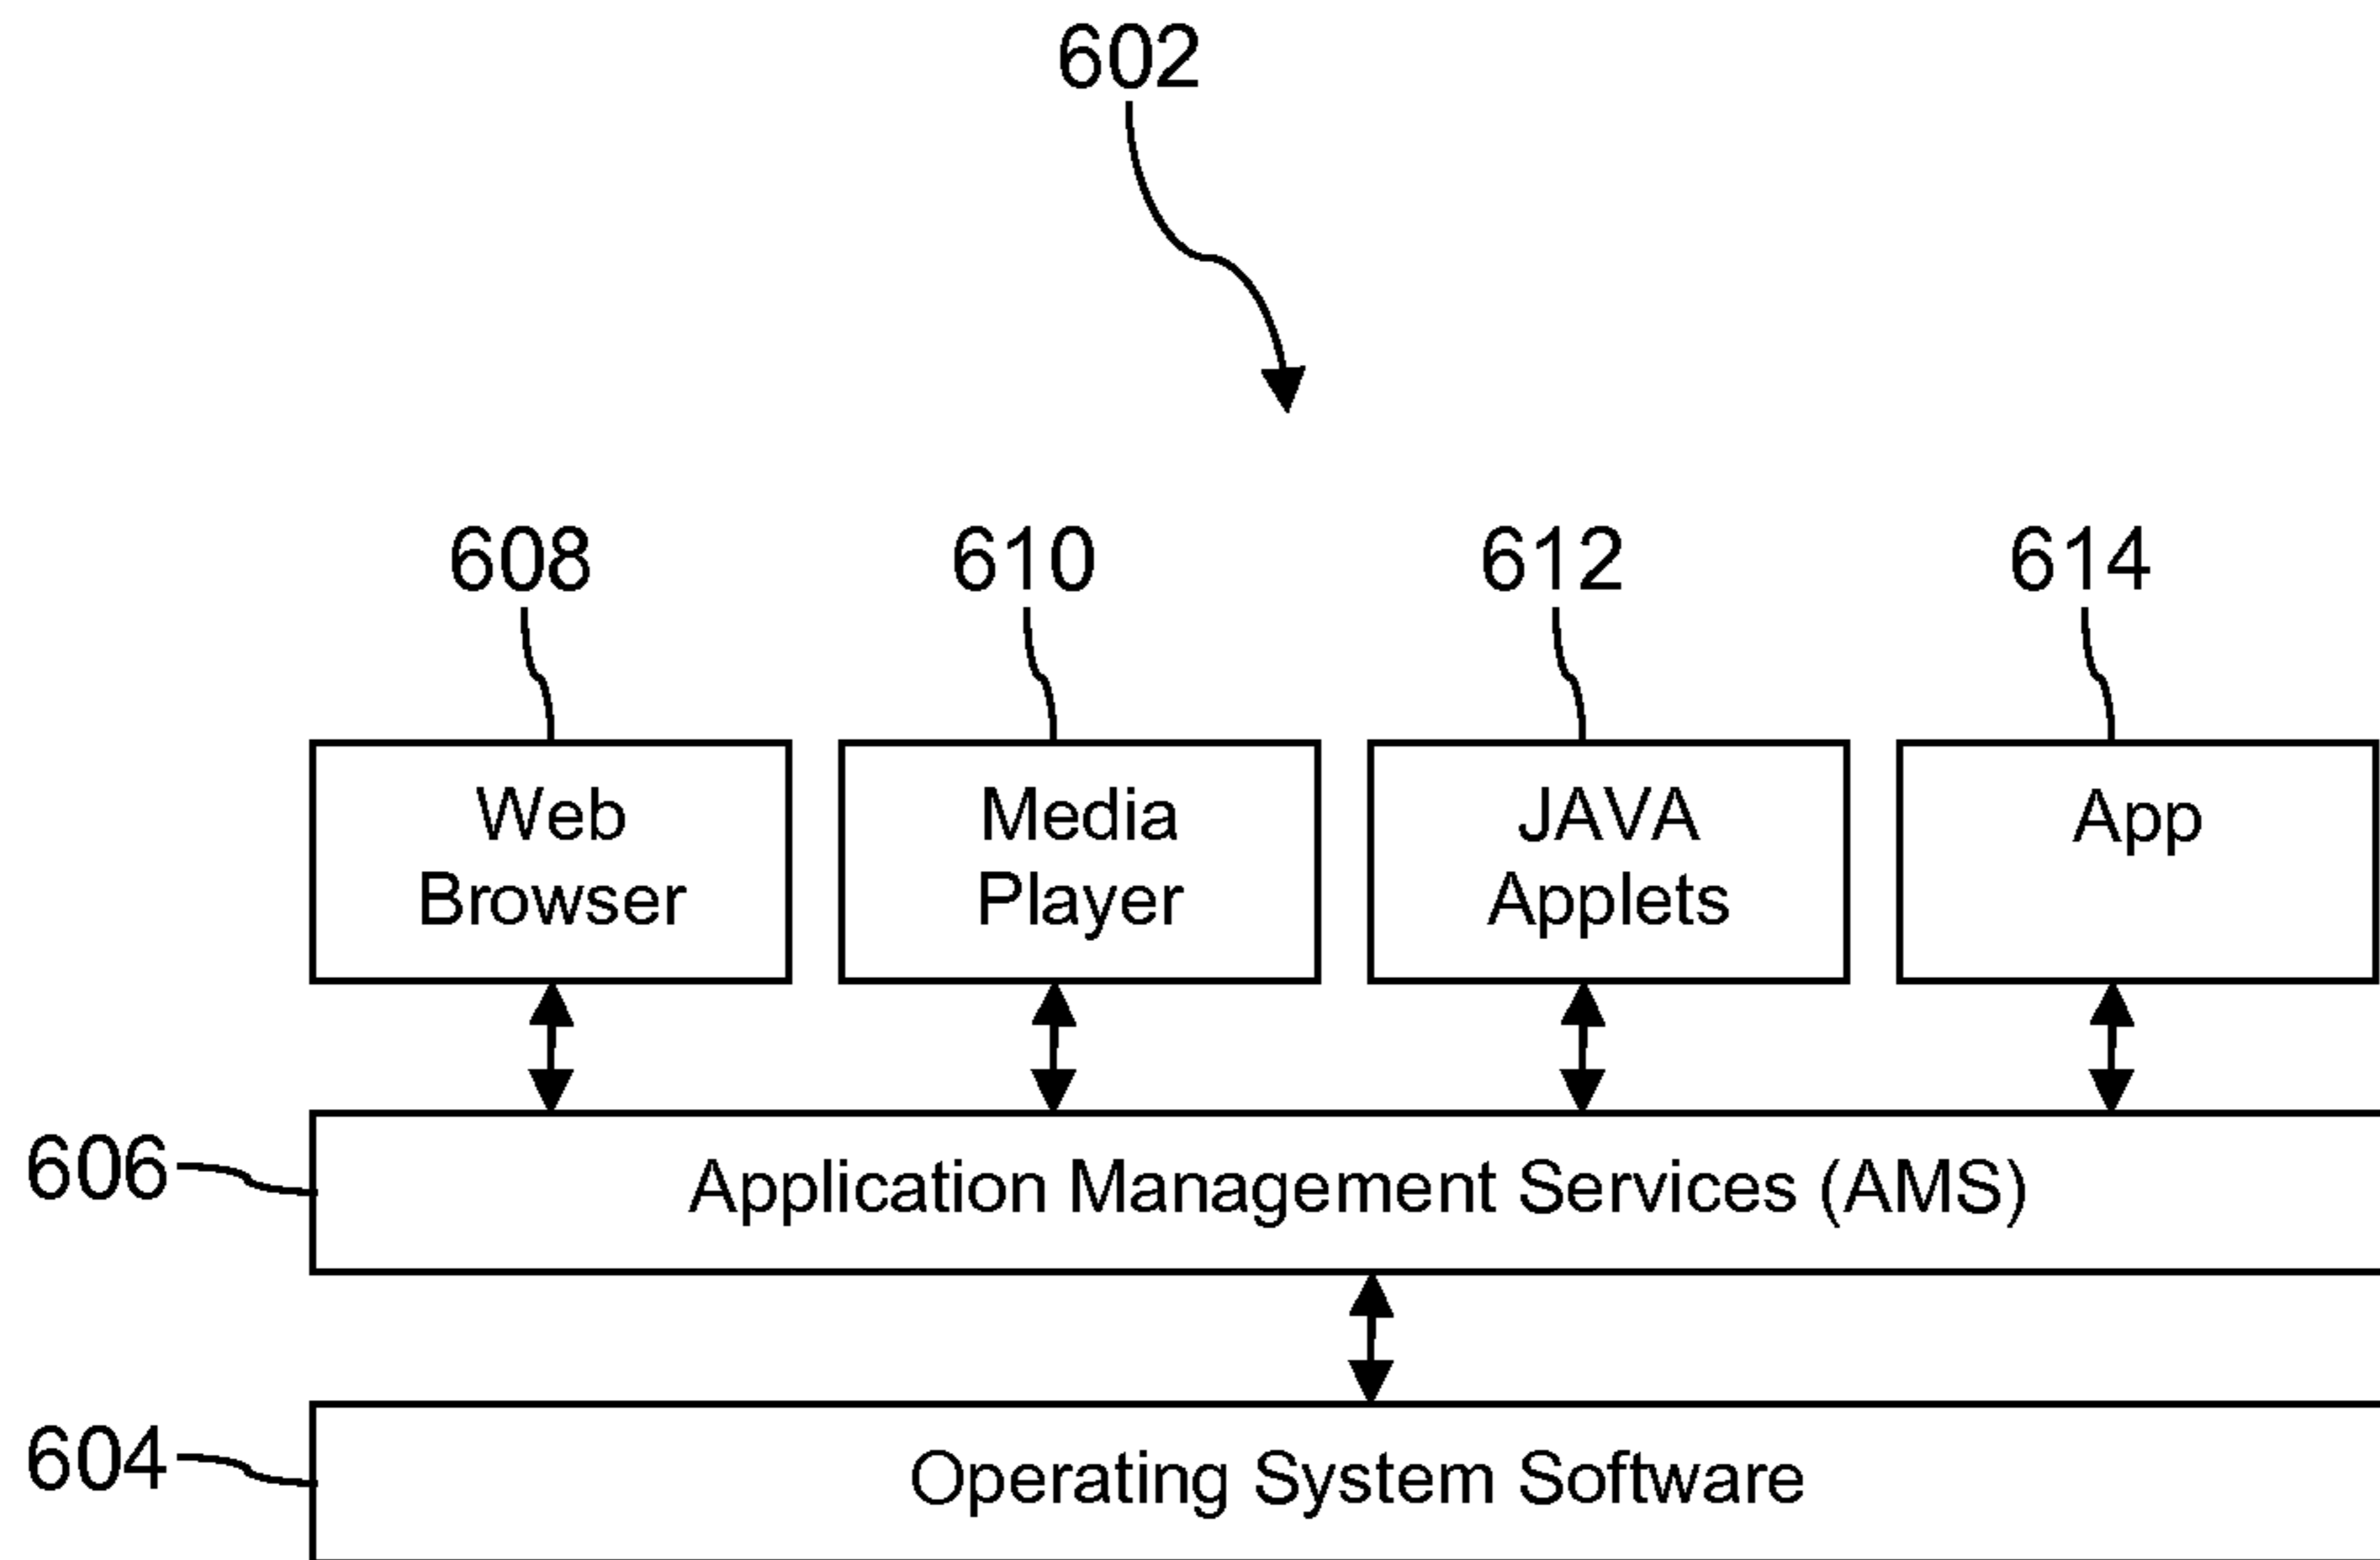 602
608 610 612 614
Web Browser
Media Player
JAVA Applets
App
606 Application Management Services (AMS)
604 Operating System Software